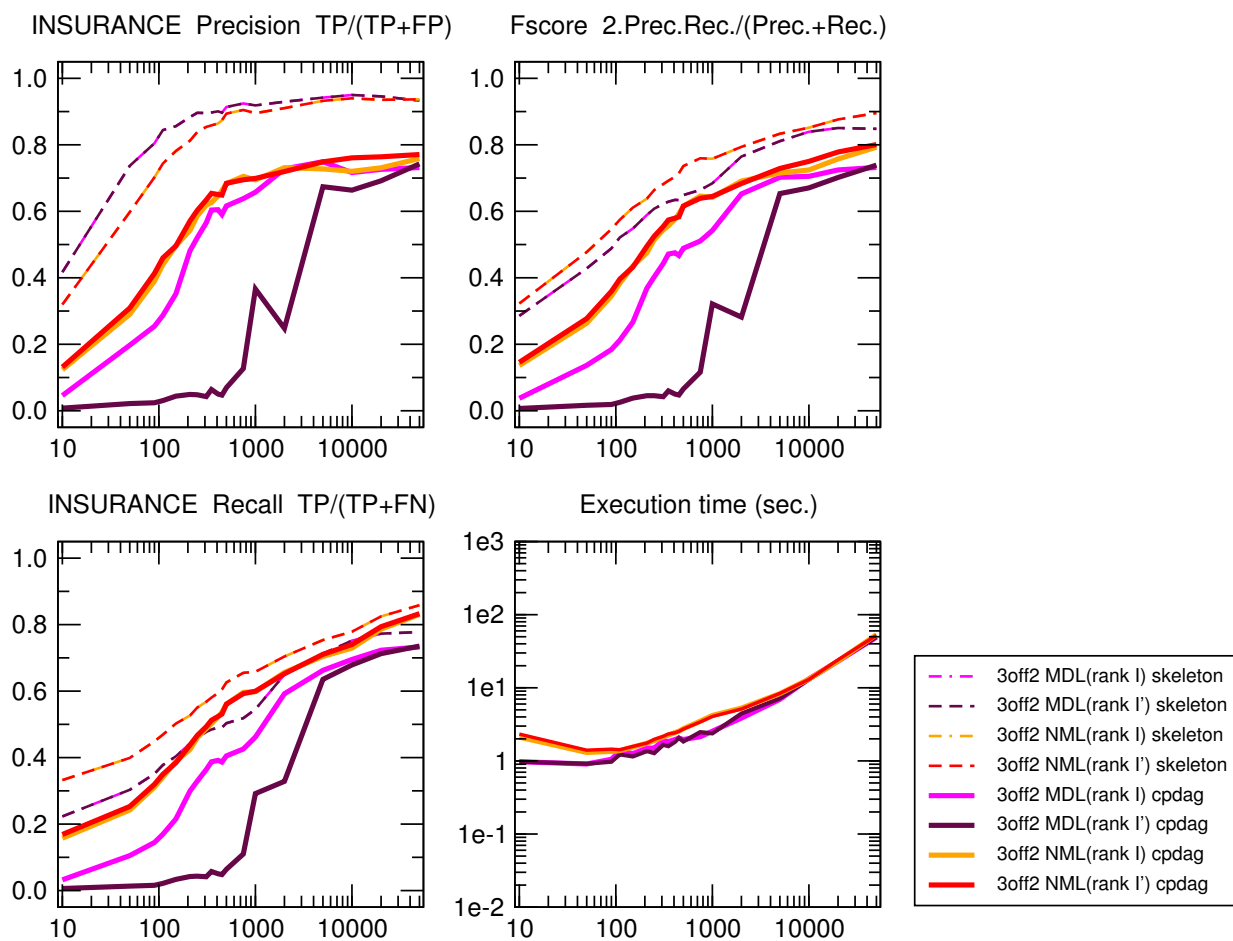 INSURANCE Precision TP/(TP+FP)
Fscore 2.Prec.Rec./(Prec.+Rec.)
1.0
0.8
0.6
0.4
0.2
0.0
10 100 1000 10000
1.0
0.8
0.6
0.4
0.2
0.0
10 100 1000 10000
INSURANCE Recall TP/(TP+FN)
Execution time (sec.)
1.0
0.8
0.6
0.4
0.2
0.0
10 100 1000 10000
1e3
1e2
1e1
1
1e-1
1e-2
10 100 1000 10000
3off2 MDL(rank I) skeleton
3off2 MDL(rank I') skeleton
3off2 NML(rank I) skeleton
3off2 NML(rank I') skeleton
3off2 MDL(rank I) cpdag
3off2 MDL(rank I') cpdag
3off2 NML(rank I) cpdag
3off2 NML(rank I') cpdag